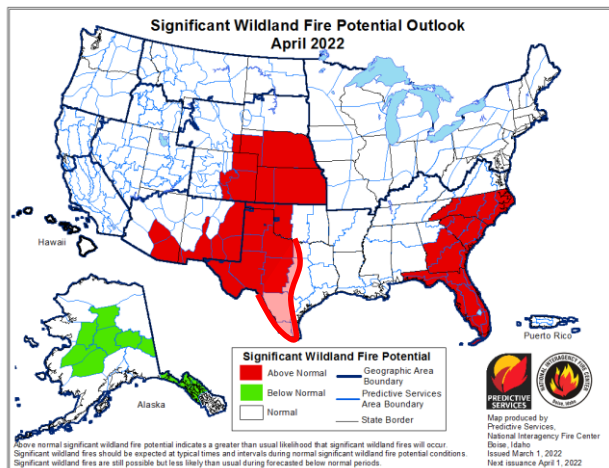 Significant Wildland Fire Potential Outlook
April 2022
Hawaii
Alaska
Puerto Rico
Significant Wildland Fire Potential
Above Normal
Below Normal
Normal
Geographic Area
Boundary
Predictive Services
Area Boundary
State Border
PREDICTIVE
SERVICES
NATIONAL INTERAGENCY FIRE CENTER
Boise, Idaho
Map produced by
Predictive Services,
National Interagency Fire Center
Boise, Idaho
Issued March 1, 2022
Next issuance April 1, 2022
Above normal significant wildland fire potential indicates a greater than usual likelihood that significant wildland fires will occur.
Significant wildland fires should be expected at typical times and intervals during normal significant wildland fire potential conditions.
Significant wildland fires are still possible but less likely than usual during forecasted below normal periods.